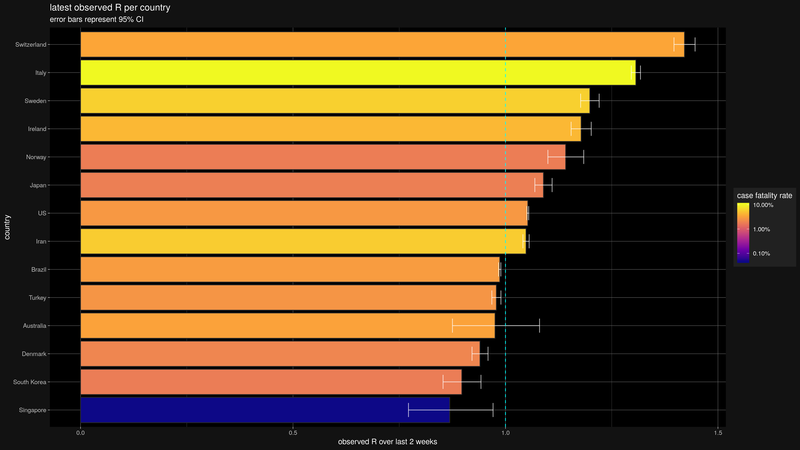 latest observed R per country
error bars represent 95% CI
Switzerland
Italy
Sweden
Ireland
Norway
Japan
US
Iran
Brazil
Turkey
Australia
Denmark
South Korea
Singapore
country
0.0
0.5
1.0
1.5
observed R over last 2 weeks
case fatality rate
10.00%
1.00%
0.10%